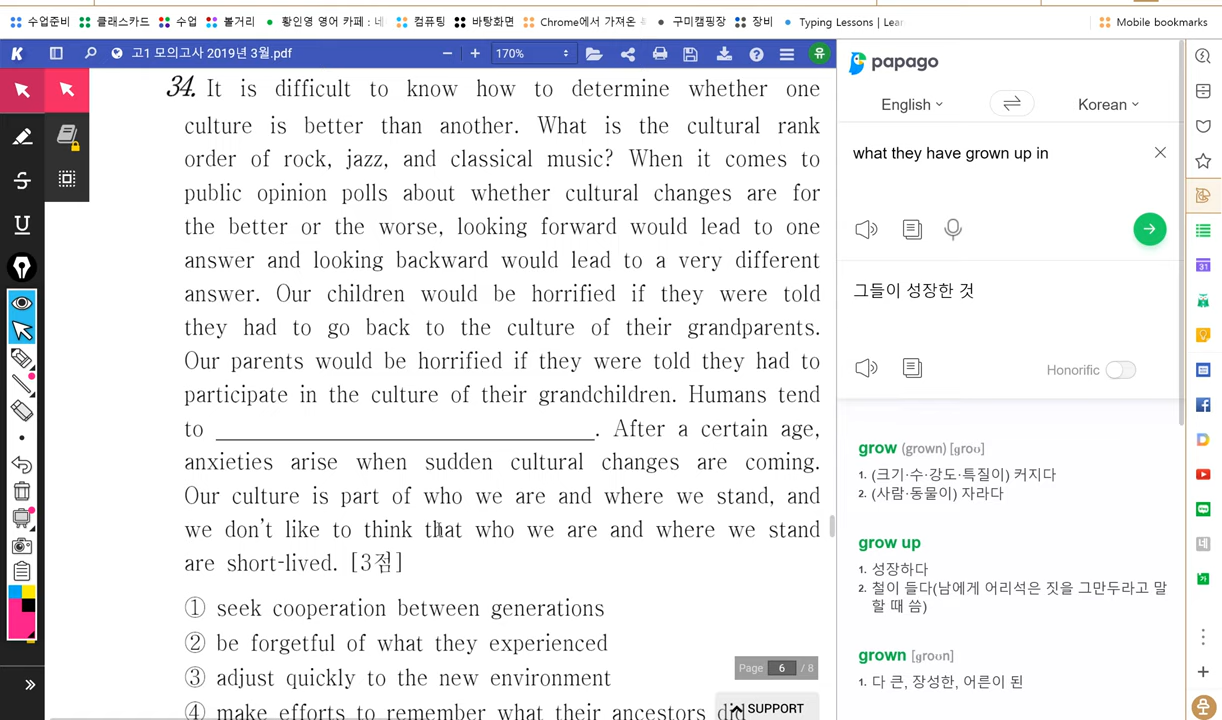 수업준비 클래스카드 수업 볼거리 황인영 영어 카페 : 네 컴퓨팅 바탕화면 Chrome에서 가져온 구미캠핑장 장비 Typing Lessons | Lear Mobile bookmarks
K 고1 모의고사 2019년 3월.pdf − + 170%
34. It is difficult to know how to determine whether one
culture is better than another. What is the cultural rank
order of rock, jazz, and classical music? When it comes to
public opinion polls about whether cultural changes are for
the better or the worse, looking forward would lead to one
answer and looking backward would lead to a very different
answer. Our children would be horrified if they were told
they had to go back to the culture of their grandparents.
Our parents would be horrified if they were told they had to
participate in the culture of their grandchildren. Humans tend
to ______________________________. After a certain age,
anxieties arise when sudden cultural changes are coming.
Our culture is part of who we are and where we stand, and
we don't like to think that who we are and where we stand
are short-lived. [3점]
① seek cooperation between generations
② be forgetful of what they experienced
③ adjust quickly to the new environment
④ make efforts to remember what their ancestors did
Page 6 / 8
SUPPORT
papago
English Korean
what they have grown up in
그들이 성장한 것
Honorific
grow (grown) [ɡroʊ]
1. (크기·수·강도·특질이) 커지다
2. (사람·동물이) 자라다
grow up
1. 성장하다
2. 철이 들다(남에게 어리석은 짓을 그만두라고 말
할 때 씀)
grown [ɡroʊn]
1. 다 큰, 장성한, 어른이 된
31